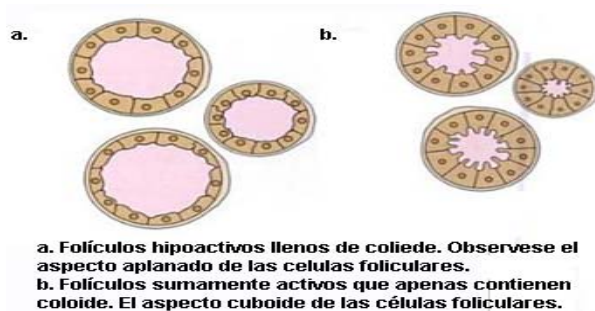 a.
b.
a. Folículos hipoactivos llenos de coliede. Observese el
aspecto aplanado de las celulas foliculares.
b. Folículos sumamente activos que apenas contienen
coloide. El aspecto cuboide de las células foliculares.